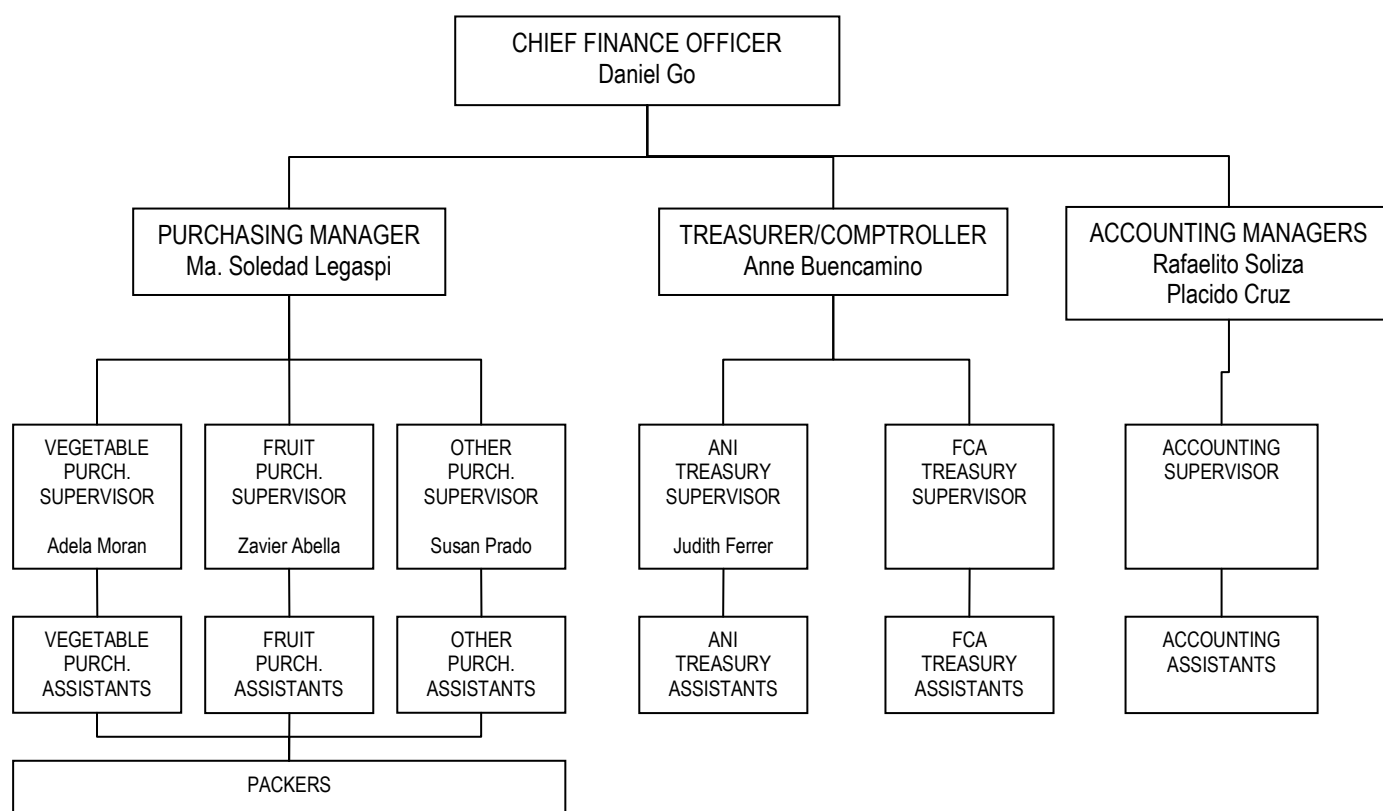 CHIEF FINANCE OFFICER
Daniel Go
PURCHASING MANAGER
Ma. Soledad Legaspi
TREASURER/COMPTROLLER
Anne Buencamino
ACCOUNTING MANAGERS
Rafaelito Soliza
Placido Cruz
VEGETABLE
PURCH.
SUPERVISOR
Adela Moran
FRUIT
PURCH.
SUPERVISOR
Zavier Abella
OTHER
PURCH.
SUPERVISOR
Susan Prado
ANI
TREASURY
SUPERVISOR
Judith Ferrer
FCA
TREASURY
SUPERVISOR
ACCOUNTING
SUPERVISOR
VEGETABLE
PURCH.
ASSISTANTS
FRUIT
PURCH.
ASSISTANTS
OTHER
PURCH.
ASSISTANTS
ANI
TREASURY
ASSISTANTS
FCA
TREASURY
ASSISTANTS
ACCOUNTING
ASSISTANTS
PACKERS